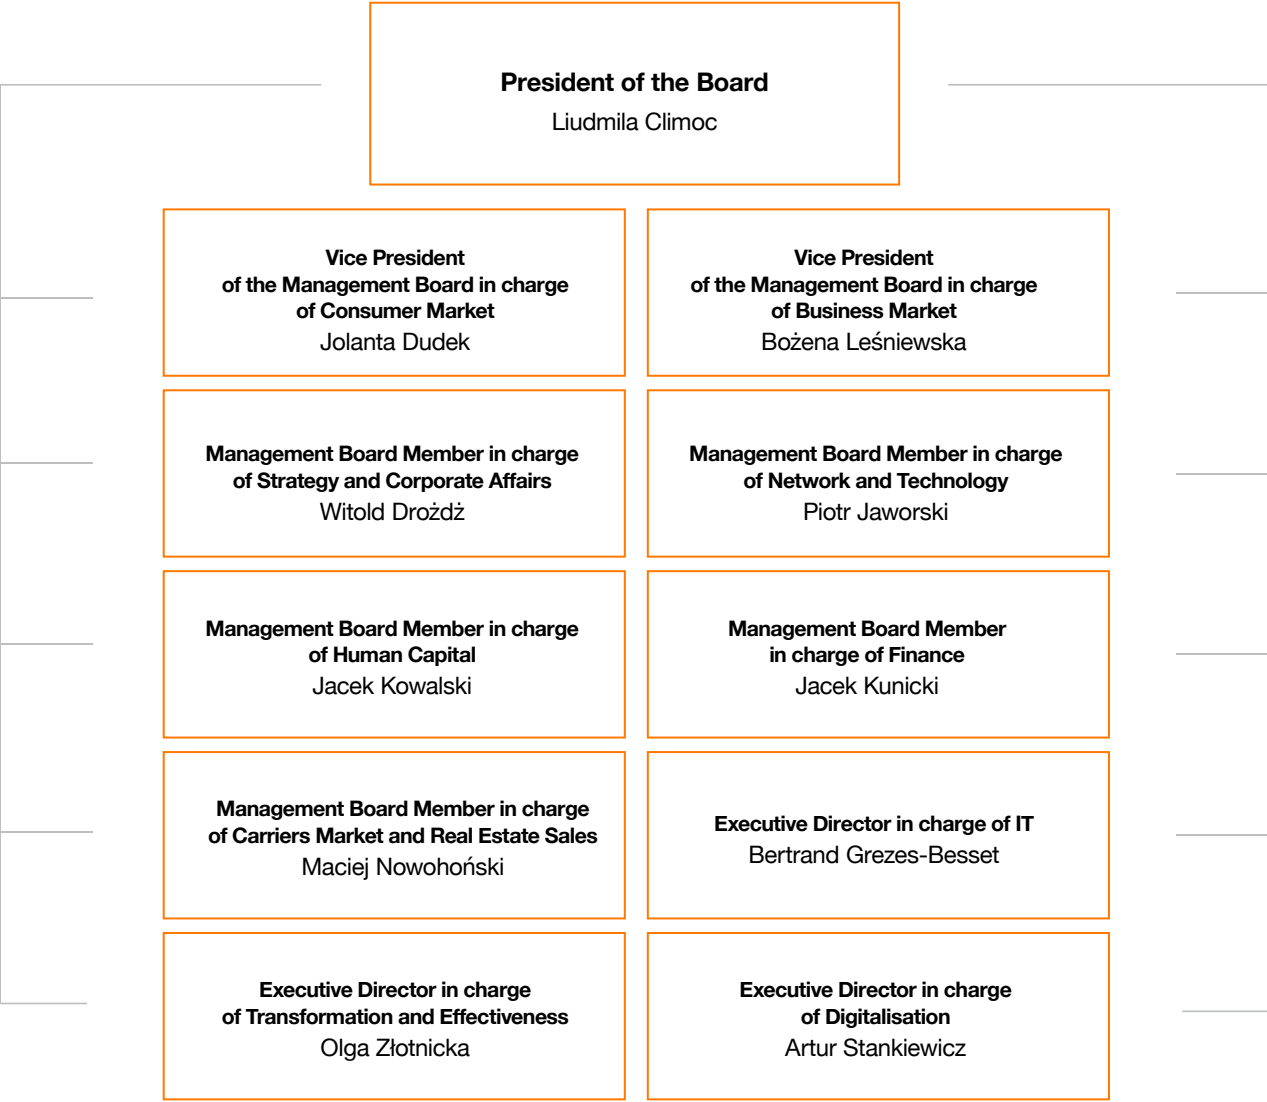 President of the Board
Liudmila Climoc
Vice President
of the Management Board in charge
of Consumer Market
Jolanta Dudek
Vice President
of the Management Board in charge
of Business Market
Bożena Leśniewska
Management Board Member in charge
of Strategy and Corporate Affairs
Witold Drożdż
Management Board Member in charge
of Network and Technology
Piotr Jaworski
Management Board Member in charge
of Human Capital
Jacek Kowalski
Management Board Member
in charge of Finance
Jacek Kunicki
Management Board Member in charge
of Carriers Market and Real Estate Sales
Maciej Nowohoński
Executive Director in charge of IT
Bertrand Grezes-Besset
Executive Director in charge
of Transformation and Effectiveness
Olga Złotnicka
Executive Director in charge
of Digitalisation
Artur Stankiewicz